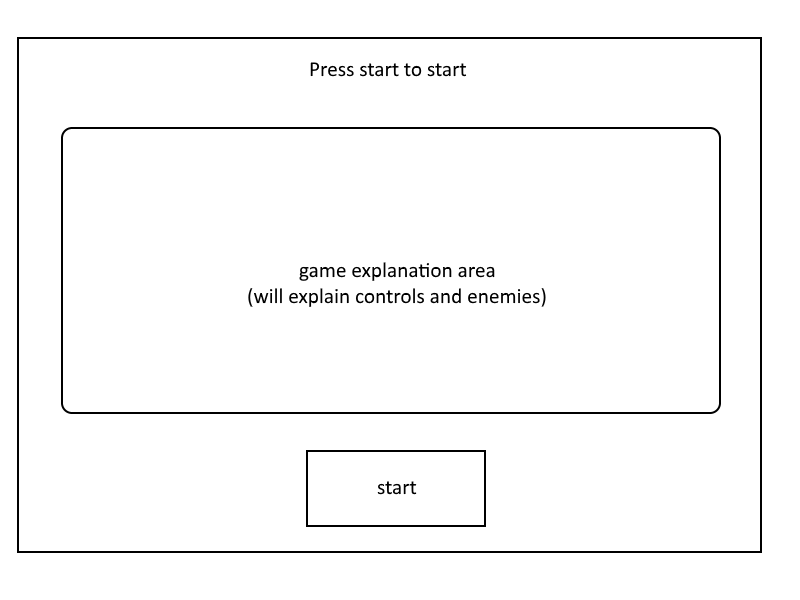 Press start to start
game explanation area
(will explain controls and enemies)
start